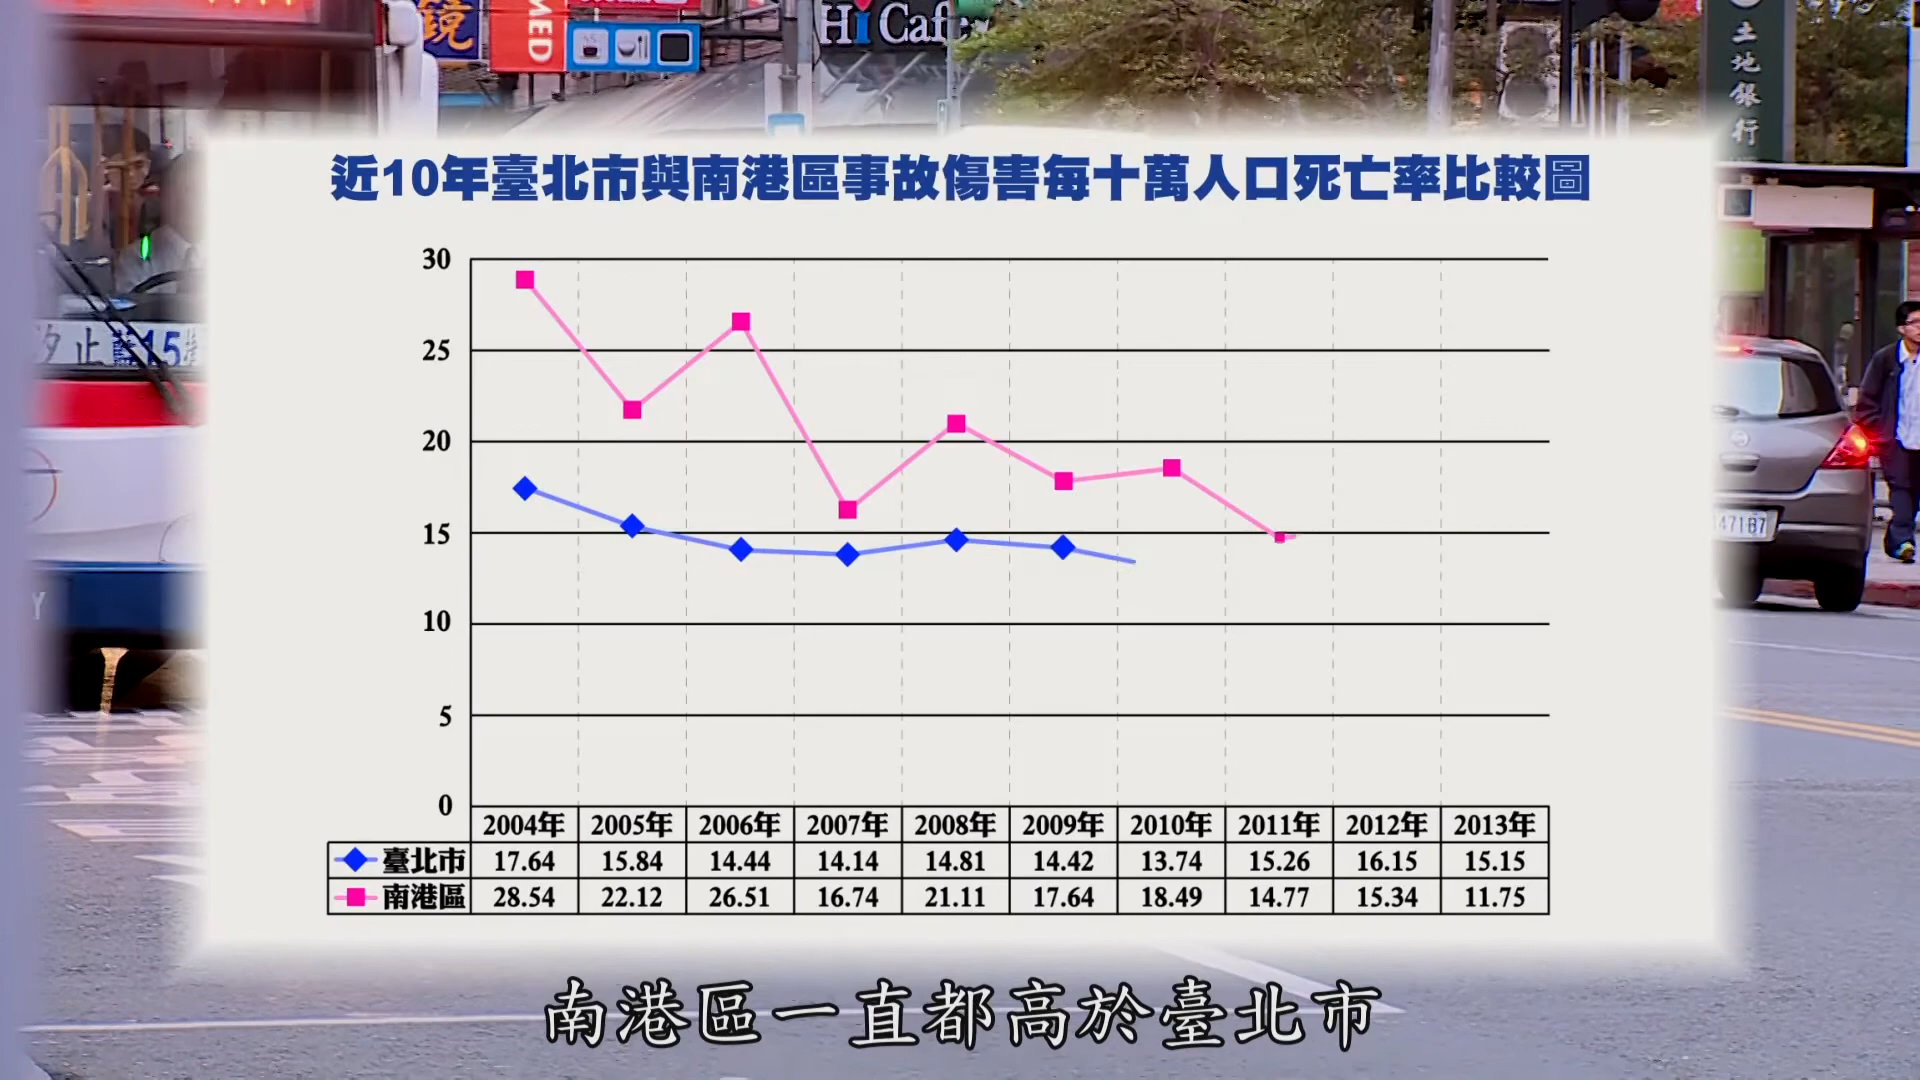 鏡
MED
Hi Cafe
土地銀行
汐止
15
471B7
近10年臺北市與南港區事故傷害每十萬人口死亡率比較圖
30
25
20
15
10
5
0
2004年 2005年 2006年 2007年 2008年 2009年 2010年 2011年 2012年 2013年
臺北市 17.64 15.84 14.44 14.14 14.81 14.42 13.74 15.26 16.15 15.15
南港區 28.54 22.12 26.51 16.74 21.11 17.64 18.49 14.77 15.34 11.75
南港區一直都高於臺北市